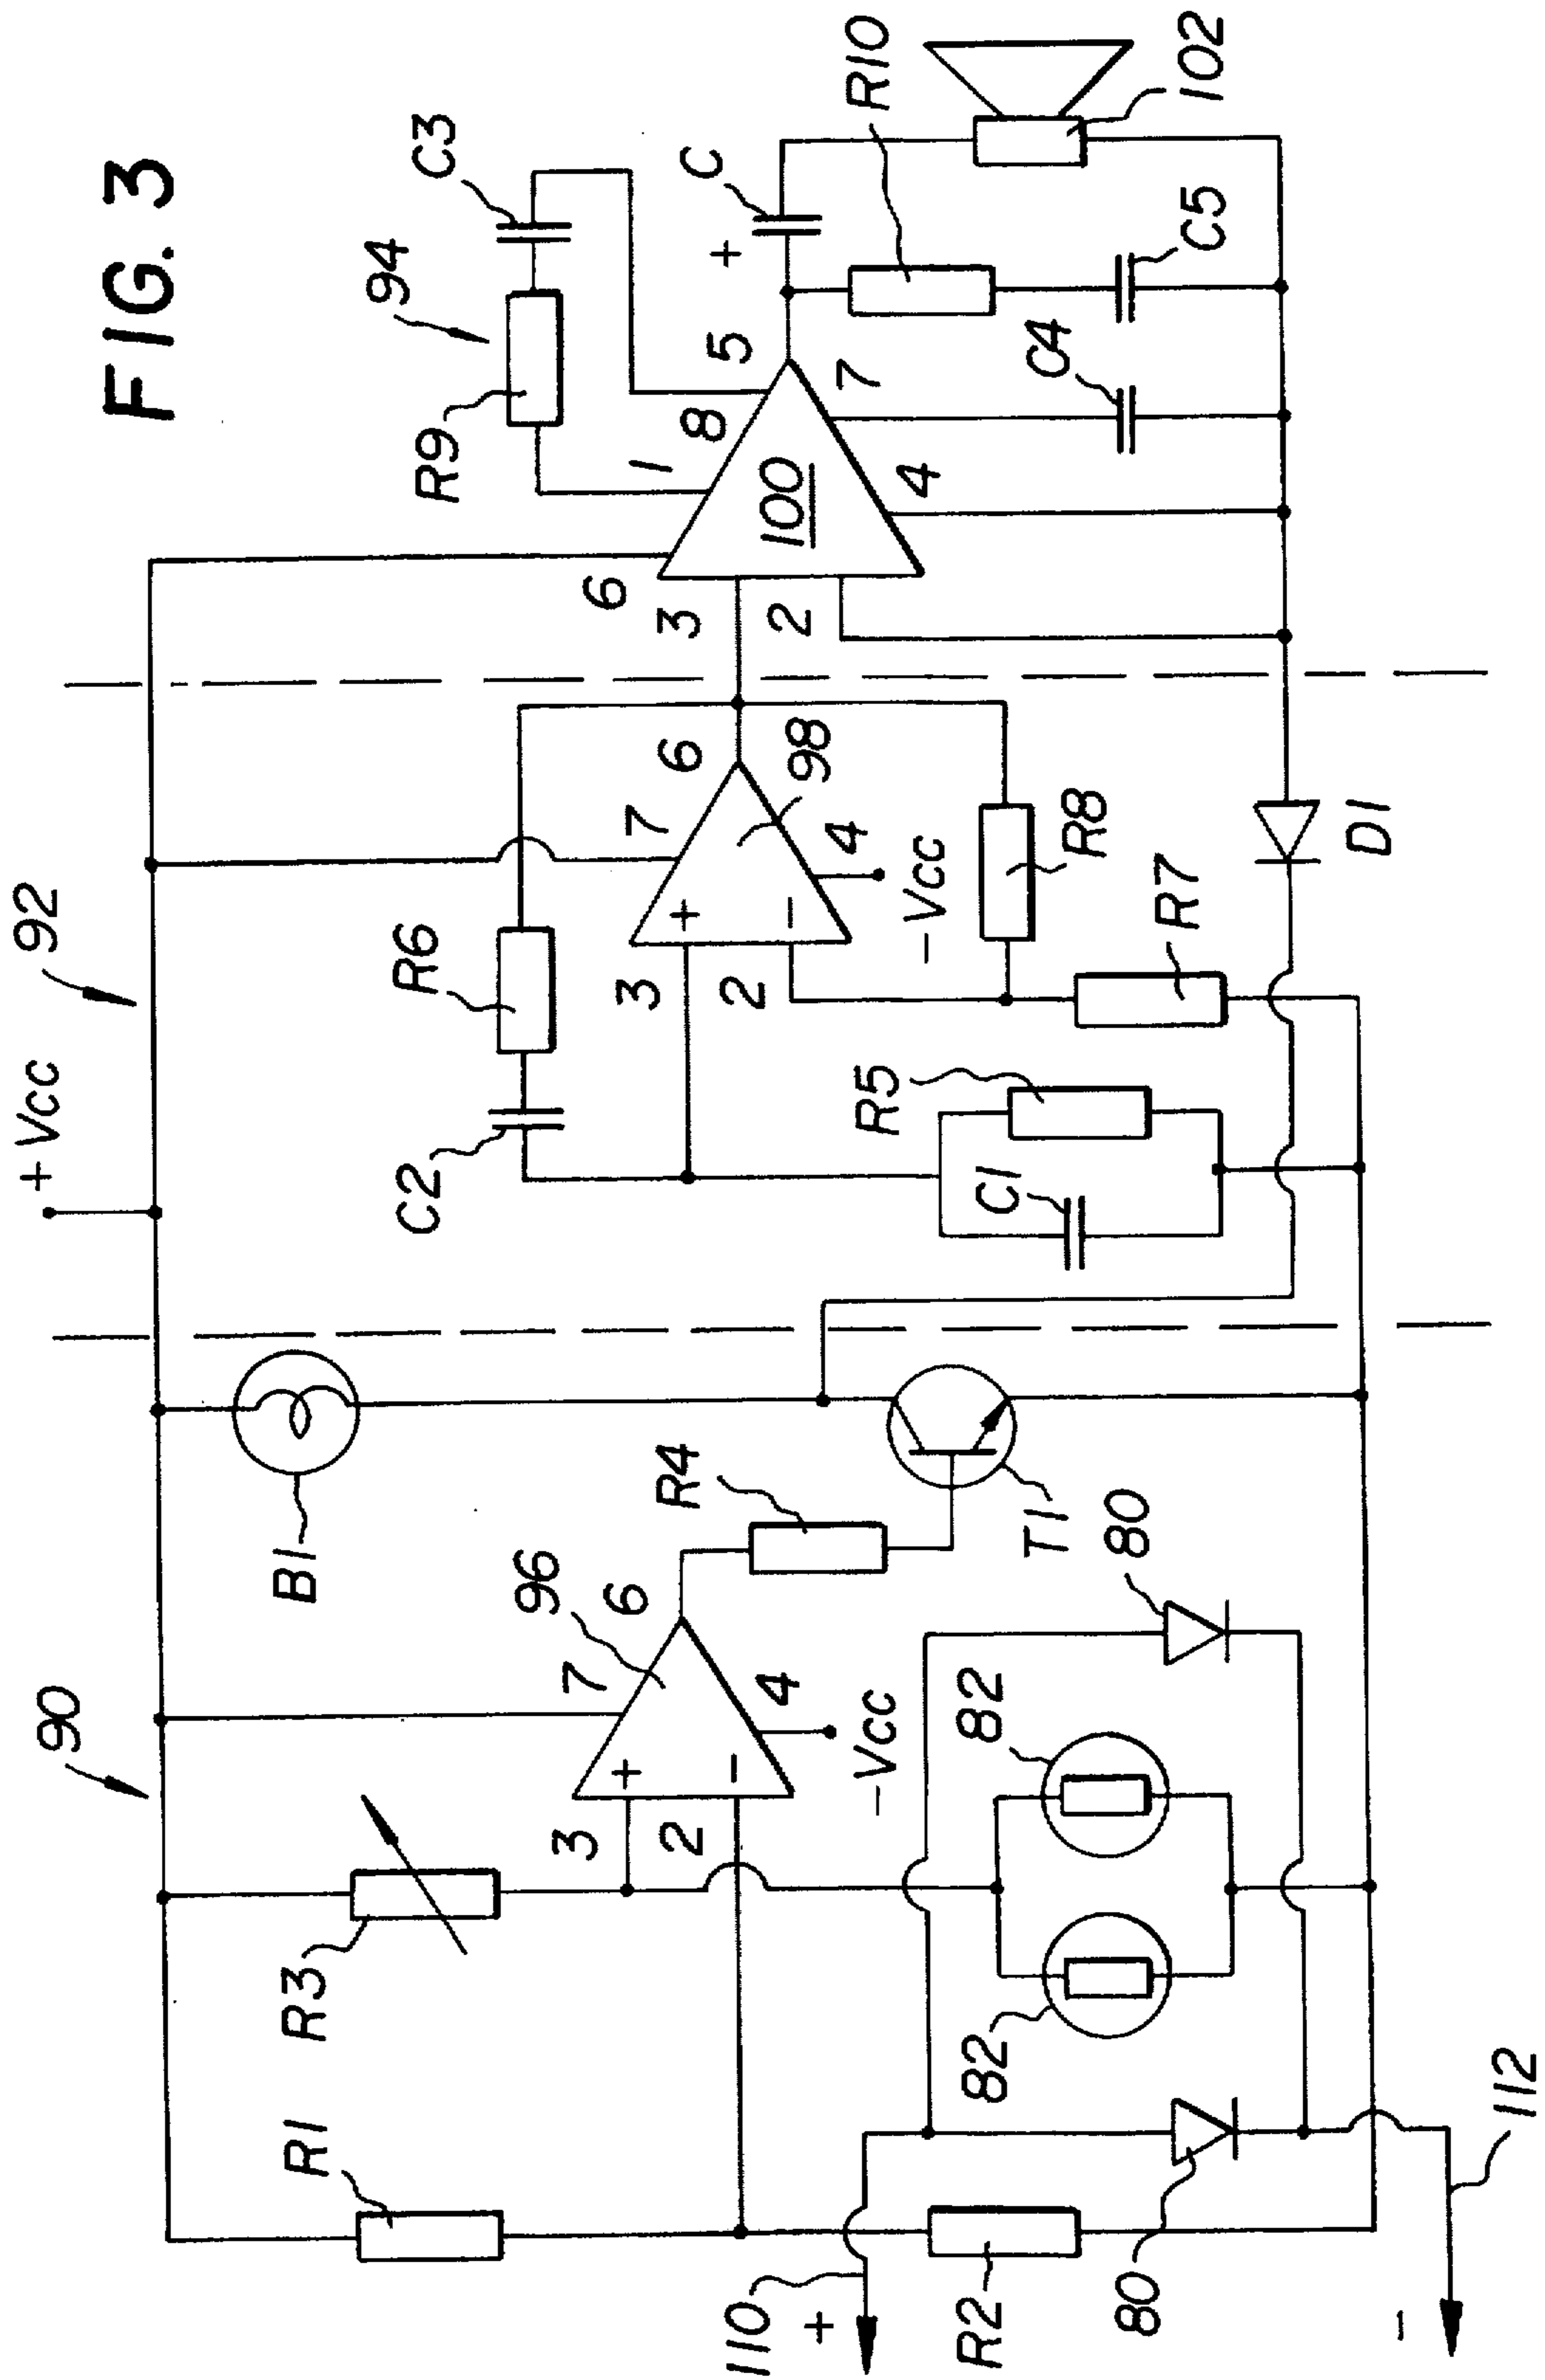 FIG. 3
+Vcc
90
92
94
B1
R3
R1
R6
C2
R9
C3
1
8
6
5
C
+
R10
102
96
7
6
3
2
+
-
4
-Vcc
R4
T1
98
7
6
3
2
+
-
4
-Vcc
R8
R5
C1
R7
3
2
100
4
7
C4
C5
D1
82
82
80
80
R2
110
+
-
112